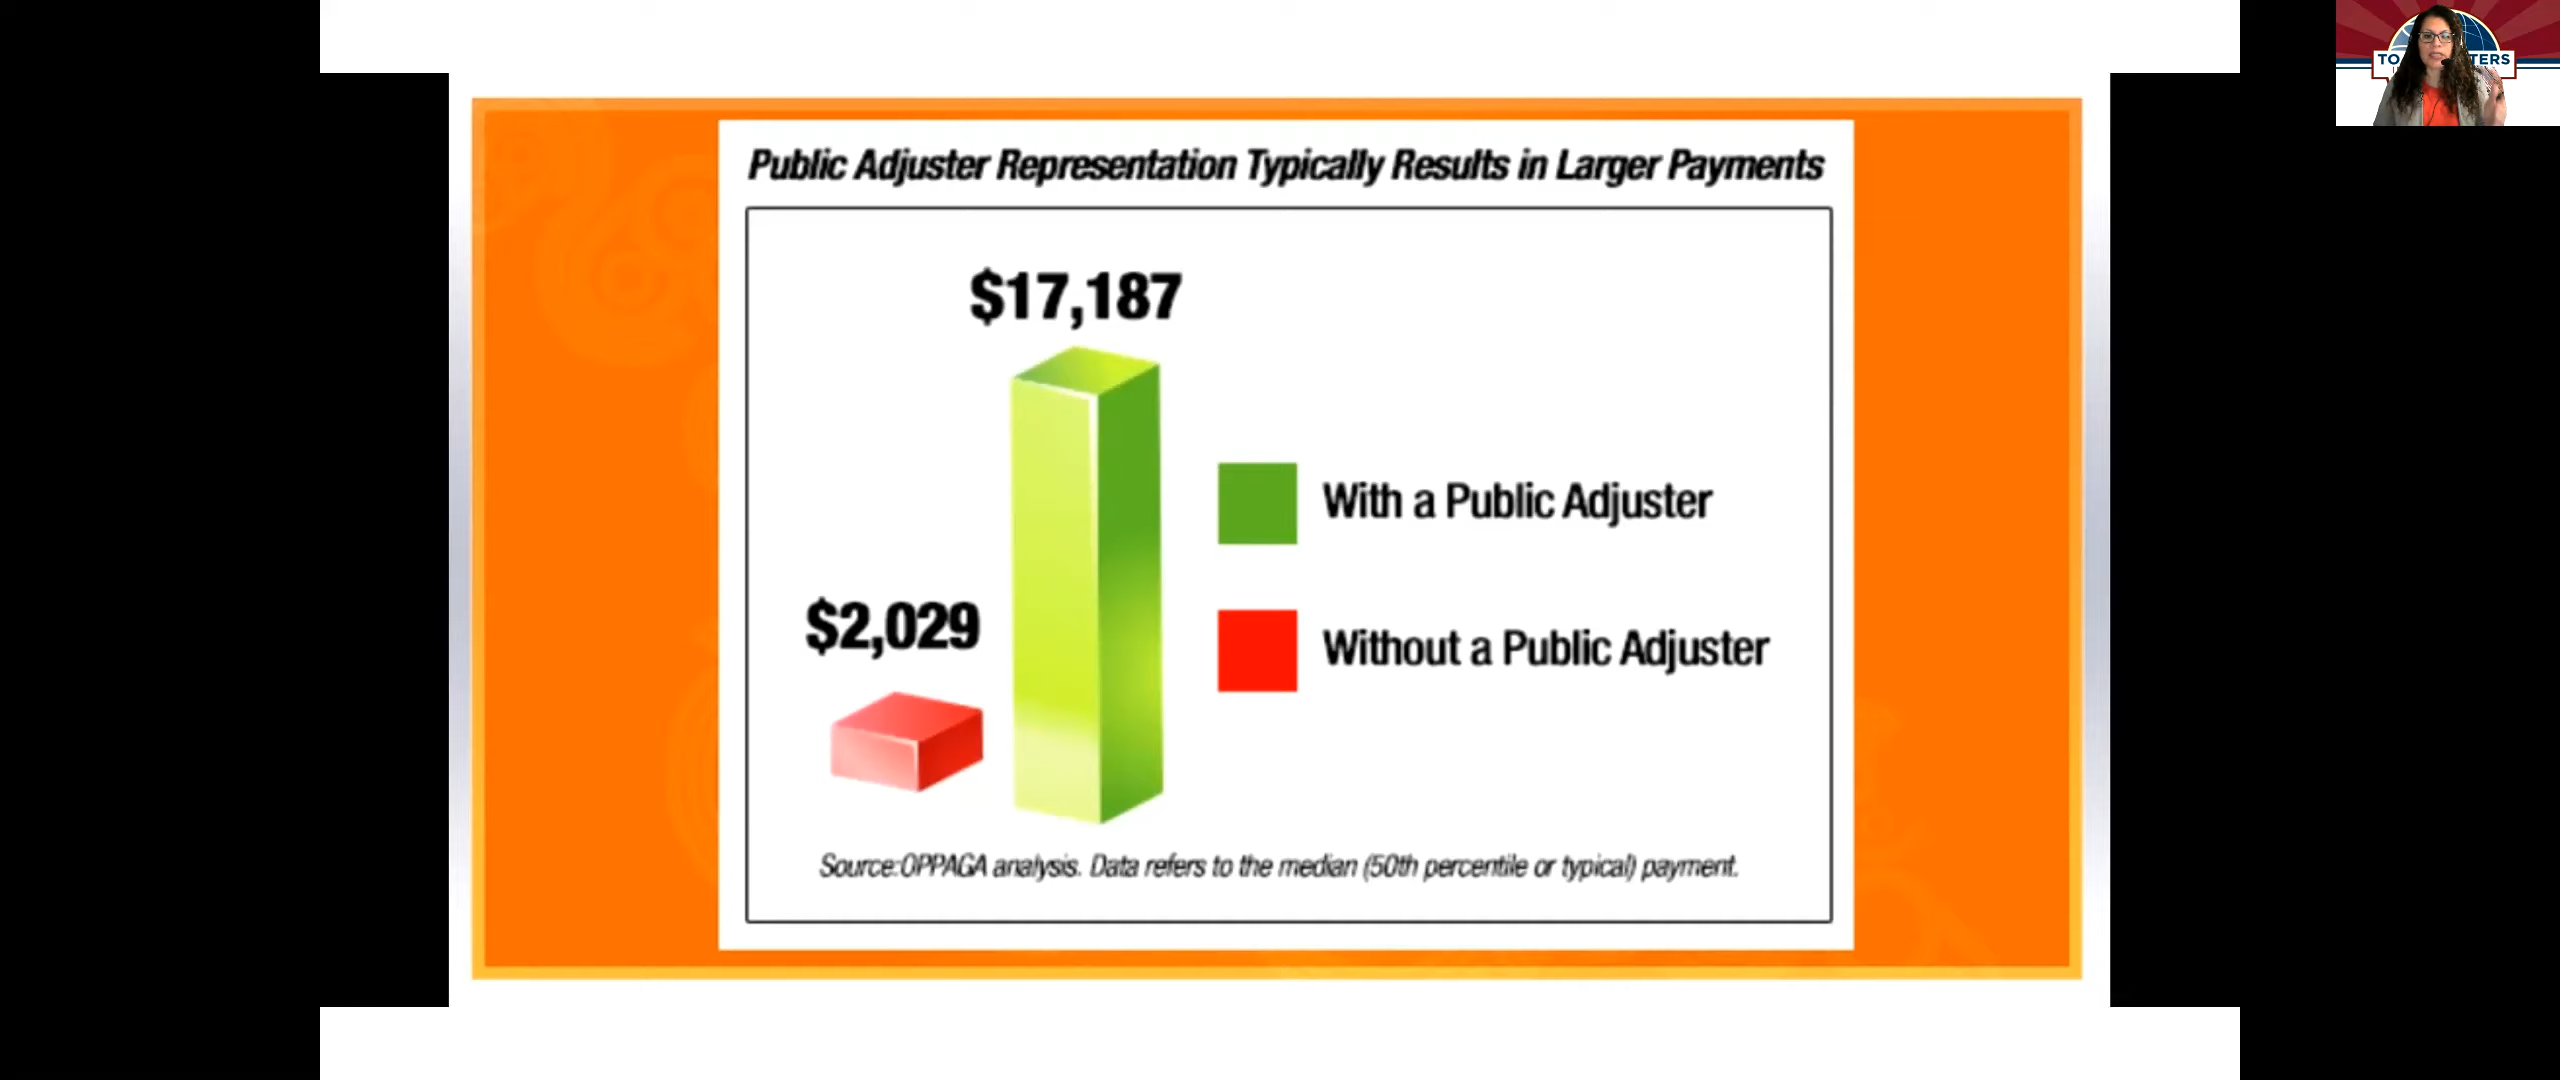 Public Adjuster Representation Typically Results in Larger Payments
$17,187
$2,029
With a Public Adjuster
Without a Public Adjuster
Source:OPPAGA analysis. Data refers to the median (50th percentile or typical) payment.